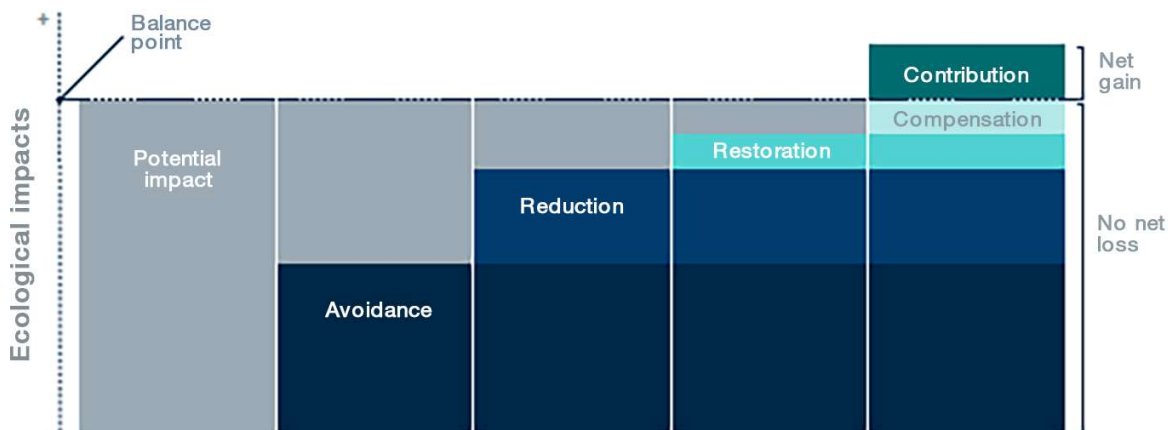 +
Balance
point
Ecological impacts
Potential
impact
Avoidance
Reduction
Restoration
Contribution
Compensation
Net
gain
No net
loss